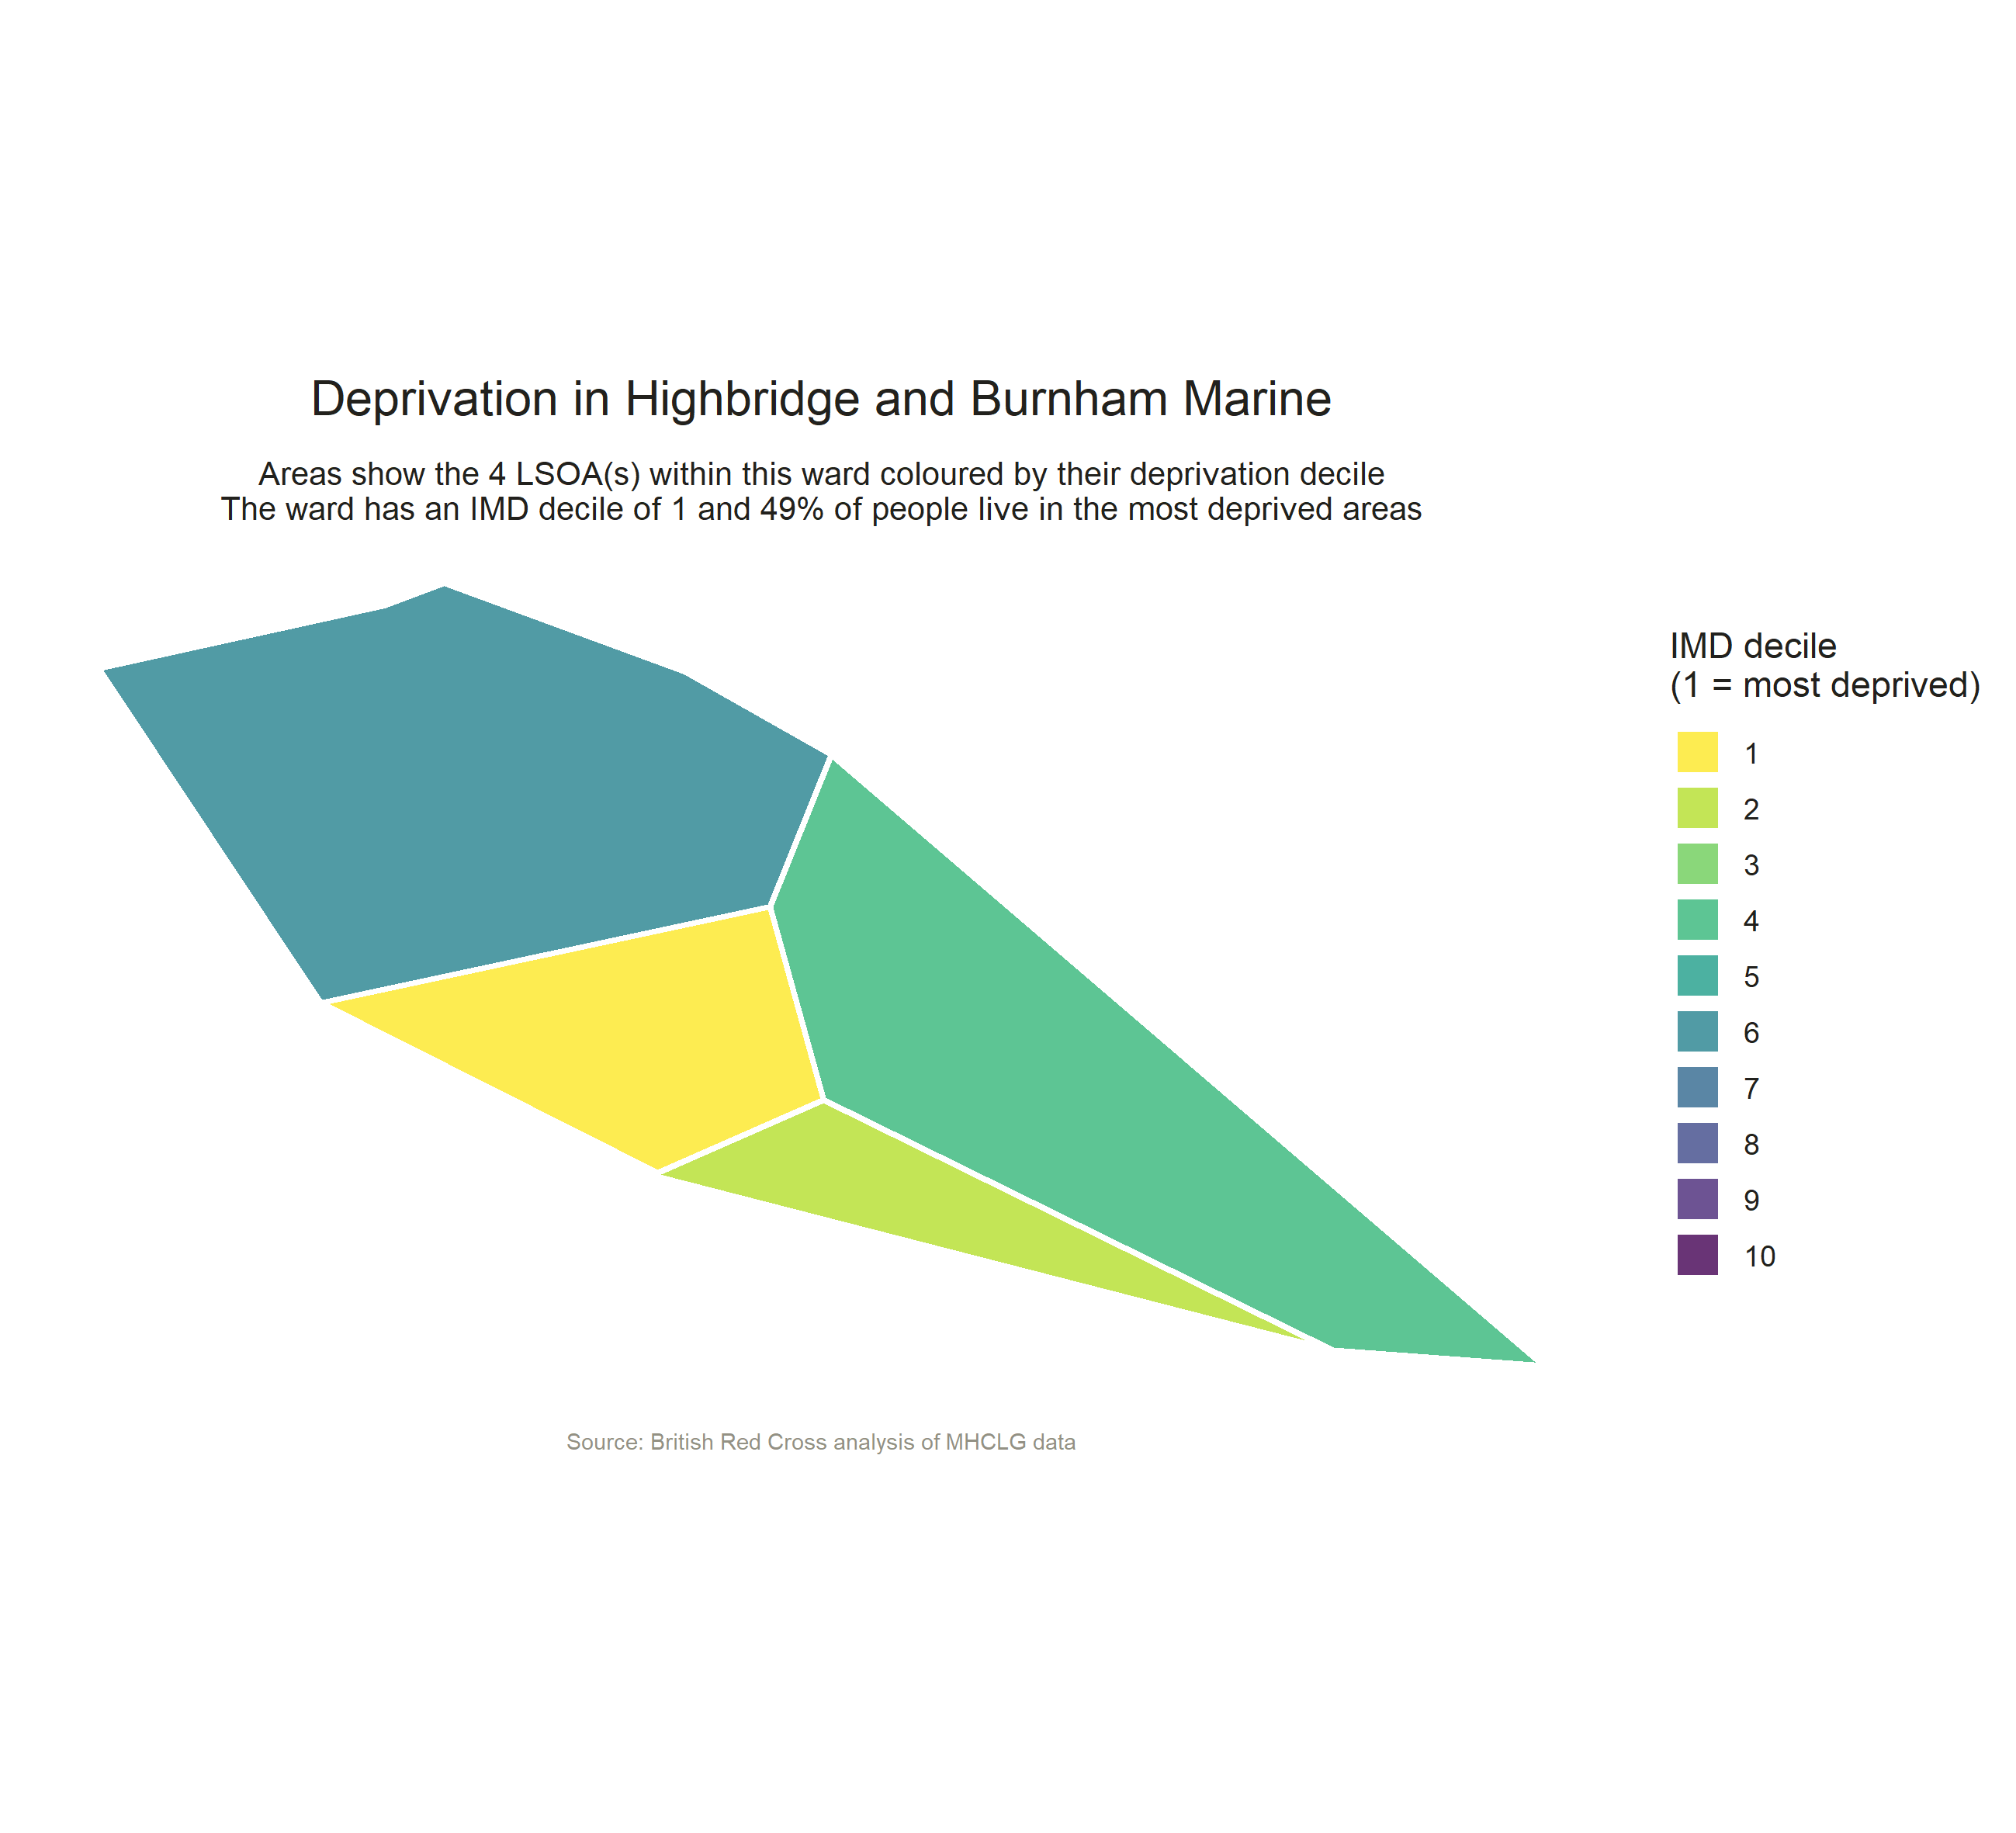 Deprivation in Highbridge and Burnham Marine
Areas show the 4 LSOA(s) within this ward coloured by their deprivation decile
The ward has an IMD decile of 1 and 49% of people live in the most deprived areas
IMD decile
(1 = most deprived)
1
2
3
4
5
6
7
8
9
10
Source: British Red Cross analysis of MHCLG data